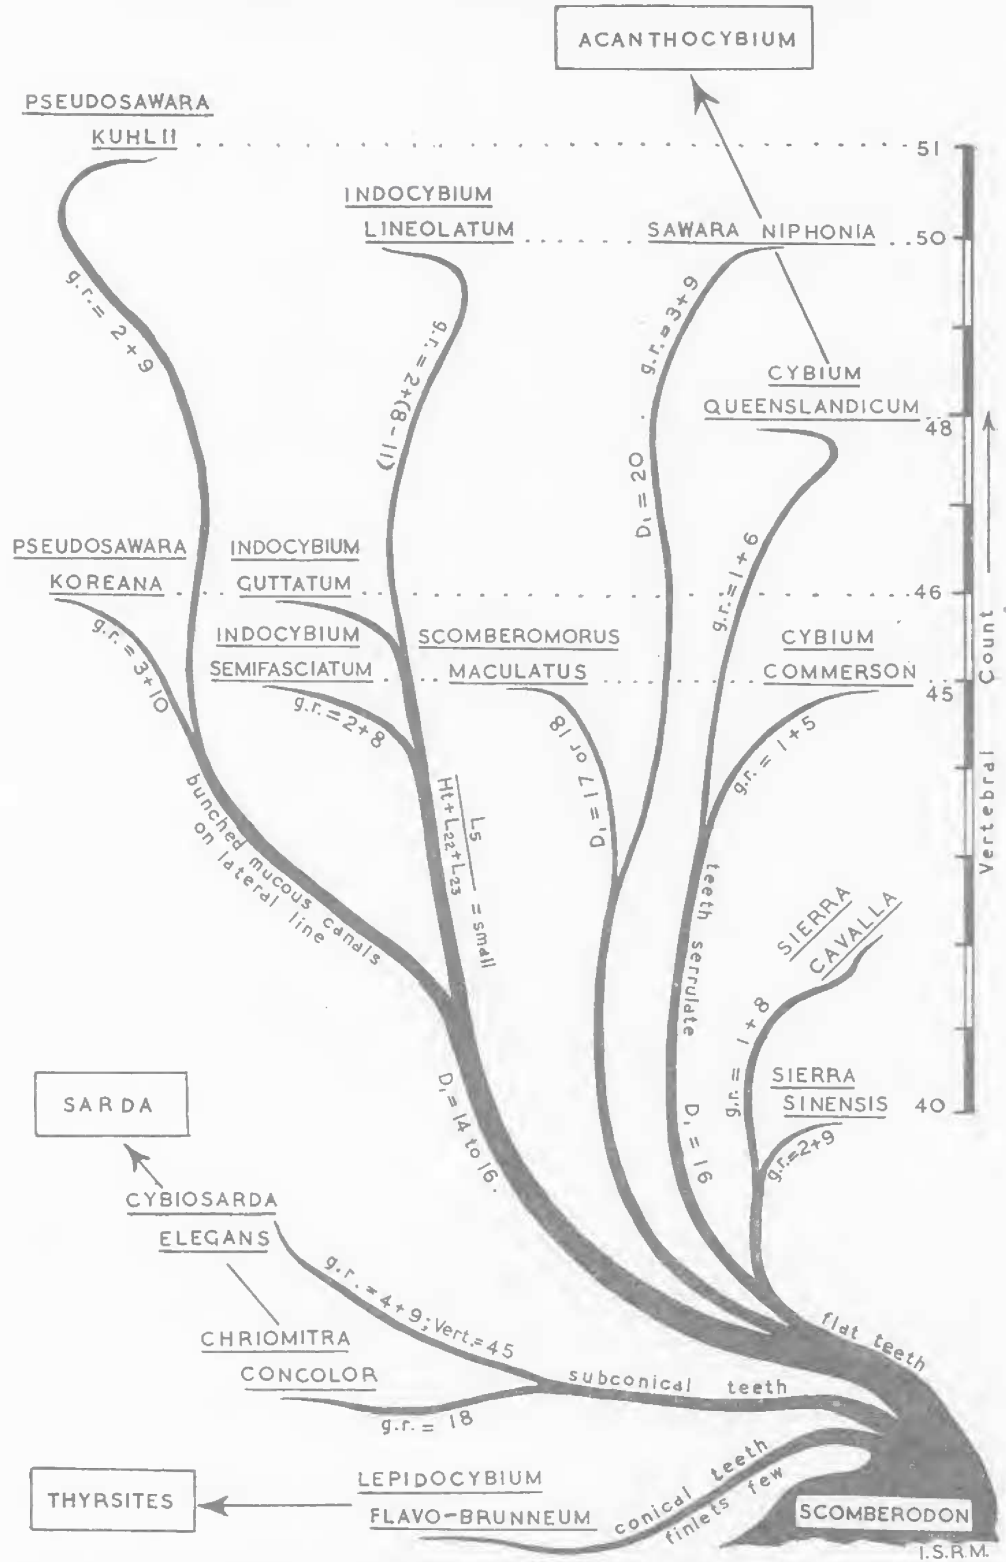 ACANTHOCYBIUM
PSEUDOSAWARA
KUHLII
51
INDOCYBIUM
LINEOLATUM
SAWARA NIPHONIA
50
g.r. = 2+9
g.r. = 2+(8-11)
g.r. = 3+9
D₁ = 20
CYBIUM
QUEENSLANDICUM
48
g.r. = 1+6
PSEUDOSAWARA
KOREANA
INDOCYBIUM
GUTTATUM
46
g.r. = 3+10
INDOCYBIUM
SEMIFASCIATUM
SCOMBEROMORUS
MACULATUS
CYBIUM
COMMERSON
45
Vertebral Count
g.r. = 2+8
D₁ = 17 or 18
g.r. = 1+5
bunched mucous canals
on lateral line
L₅
Ht+L₂₂+L₂₃ = small
teeth serrulate D₁ = 16
SIERRA
CAVALLA
g.r. = 1+8
SIERRA
SINENSIS
40
g.r.=2+9
D₁ = 14 to 16.
SARDA
CYBIOSARDA
ELEGANS
g.r. = 4+9; Vert.=45
CHRIOMITRA
CONCOLOR
g.r. = 18
flat teeth
subconical teeth
conical teeth
finlets few
THYRSITES
LEPIDOCYBIUM
FLAVO-BRUNNEUM
SCOMBERODON
I.S.R.M.